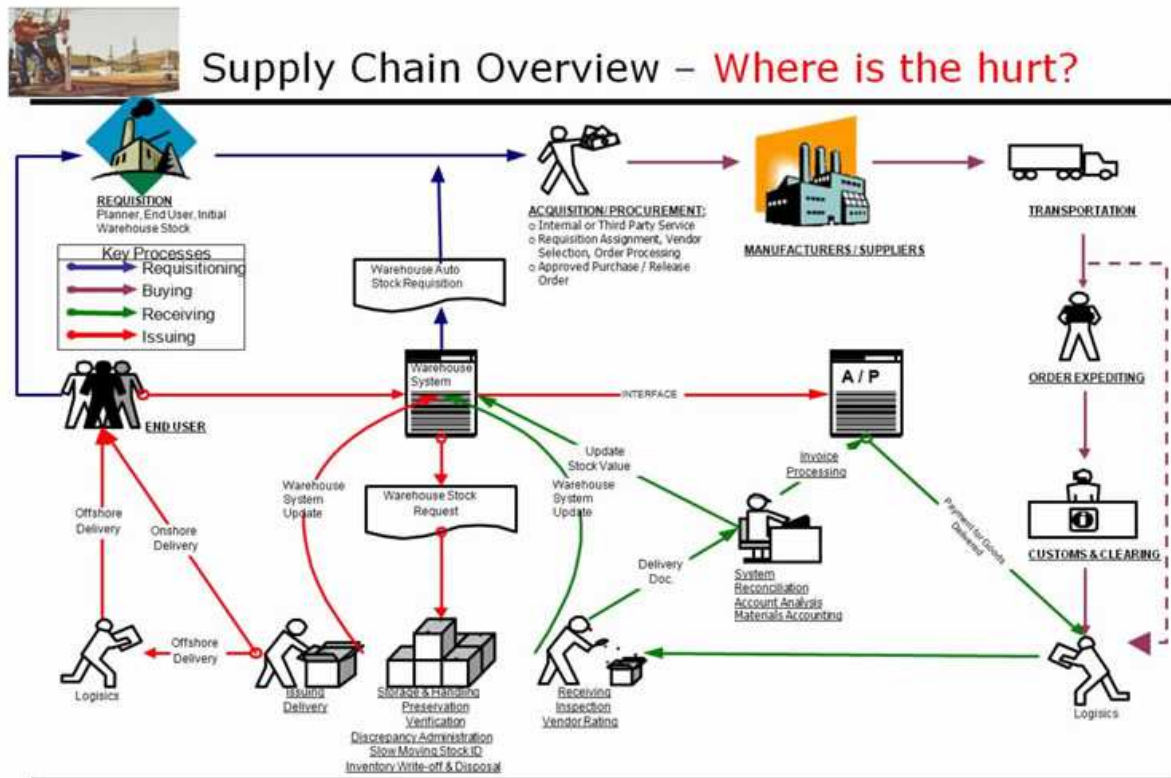 Supply Chain Overview – Where is the hurt?
REQUISITION
Planner, End User, Initial
Warehouse Stock
ACQUISITION/PROCUREMENT:
o Internal or Third Party Service
o Requisition Assignment, Vendor
Selection, Order Processing
o Approved Purchase / Release
Order
MANUFACTURERS / SUPPLIERS
TRANSPORTATION
Key Processes
Requisitioning
Buying
Receiving
Issuing
Warehouse Auto
Stock Requisition
Warehouse
System
INTERFACE
A / P
ORDER EXPEDITING
END USER
Update
Stock Value
Invoice
Processing
Warehouse
System
Update
Warehouse Stock
Request
Warehouse
System
Update
Offshore
Delivery
Onshore
Delivery
Payment for Goods
Delivered
CUSTOMS & CLEARING
Delivery
Doc.
System
Reconciliation
Account Analysis
Materials Accounting
Offshore
Delivery
Logisics
Issuing
Delivery
Storage & Handling
Preservation
Verification
Discrepancy Administration
Slow Moving Stock ID
Inventory Write-off & Disposal
Receiving
Inspection
Vendor Rating
Logisics